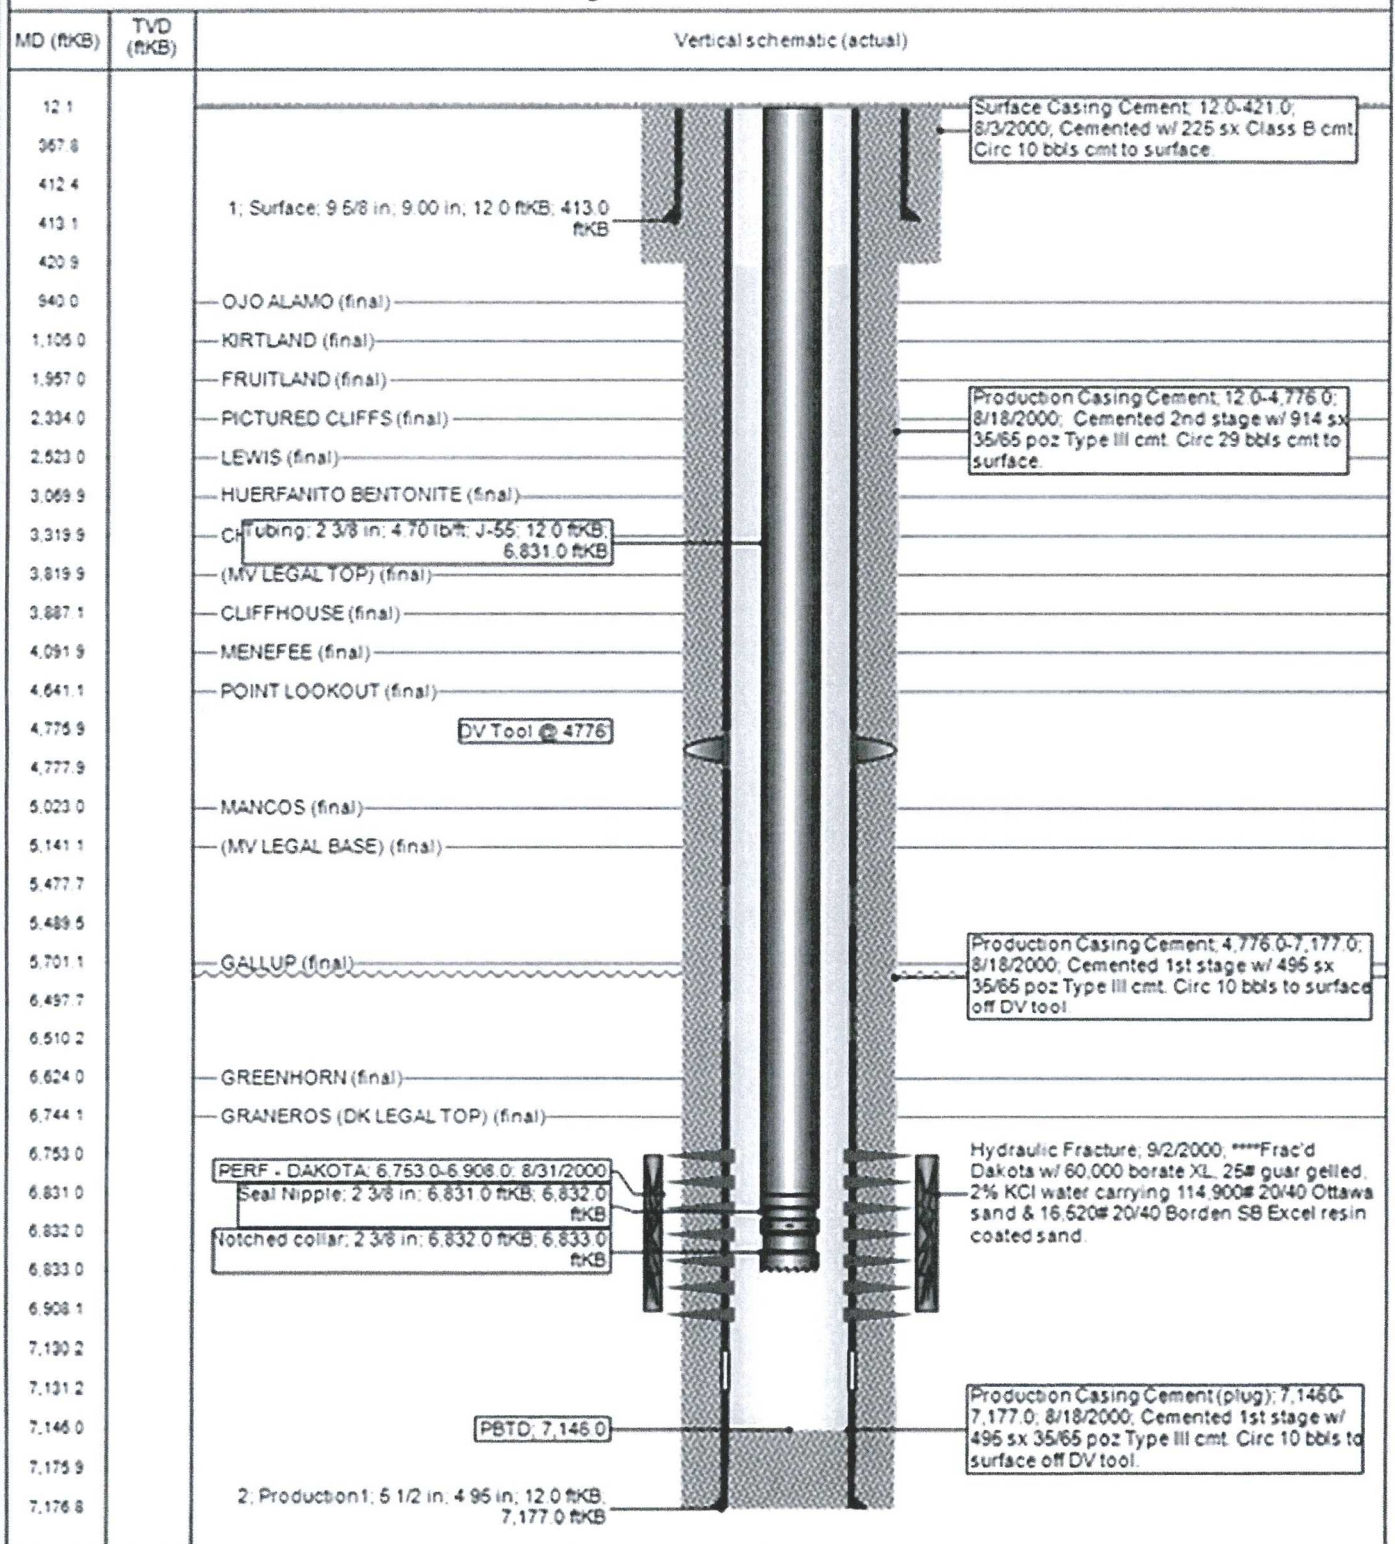 MD (ftKB)
TVD
(ftKB)
Vertical schematic (actual)
12.1
367.8
412.4
413.1
420.9
940.0
1,105.0
1,957.0
2,334.0
2,523.0
3,069.9
3,319.9
3,819.9
3,887.1
4,091.9
4,641.1
4,775.9
4,777.9
5,023.0
5,141.1
5,477.7
5,489.5
5,701.1
6,497.7
6,510.2
6,624.0
6,744.1
6,753.0
6,831.0
6,832.0
6,833.0
6,908.1
7,130.2
7,131.2
7,146.0
7,175.9
7,176.8
Surface Casing Cement; 12.0-421.0;
8/3/2000; Cemented w/ 225 sx Class B cmt.
Circ 10 bbls cmt to surface.
1; Surface; 9 5/8 in; 9.00 in; 12.0 ftKB; 413.0
ftKB
OJO ALAMO (final)
KIRTLAND (final)
FRUITLAND (final)
PICTURED CLIFFS (final)
Production Casing Cement; 12.0-4,776.0;
8/18/2000; Cemented 2nd stage w/ 914 sx
35/65 poz Type III cmt. Circ 29 bbls cmt to
surface.
LEWIS (final)
HUERFANITO BENTONITE (final)
CH
Tubing; 2 3/8 in; 4.70 lb/ft; J-55; 12.0 ftKB;
6,831.0 ftKB
(MV LEGAL TOP) (final)
CLIFFHOUSE (final)
MENEFEE (final)
POINT LOOKOUT (final)
DV Tool @ 4776'
MANCOS (final)
(MV LEGAL BASE) (final)
GALLUP (final)
Production Casing Cement; 4,776.0-7,177.0;
8/18/2000; Cemented 1st stage w/ 495 sx
35/65 poz Type III cmt. Circ 10 bbls to surface
off DV tool.
GREENHORN (final)
GRANEROS (DK LEGAL TOP) (final)
PERF - DAKOTA; 6,753.0-6,908.0; 8/31/2000
Seal Nipple; 2 3/8 in; 6,831.0 ftKB; 6,832.0
ftKB
Notched collar; 2 3/8 in; 6,832.0 ftKB; 6,833.0
ftKB
Hydraulic Fracture; 9/2/2000; ****Frac'd
Dakota w/ 60,000 borate XL, 25# guar gelled,
2% KCl water carrying 114,900# 20/40 Ottawa
sand & 16,520# 20/40 Borden SB Excel resin
coated sand.
PBTD; 7,146.0
Production Casing Cement (plug); 7,146.0-
7,177.0; 8/18/2000; Cemented 1st stage w/
495 sx 35/65 poz Type III cmt. Circ 10 bbls to
surface off DV tool.
2; Production1; 5 1/2 in; 4.95 in; 12.0 ftKB;
7,177.0 ftKB